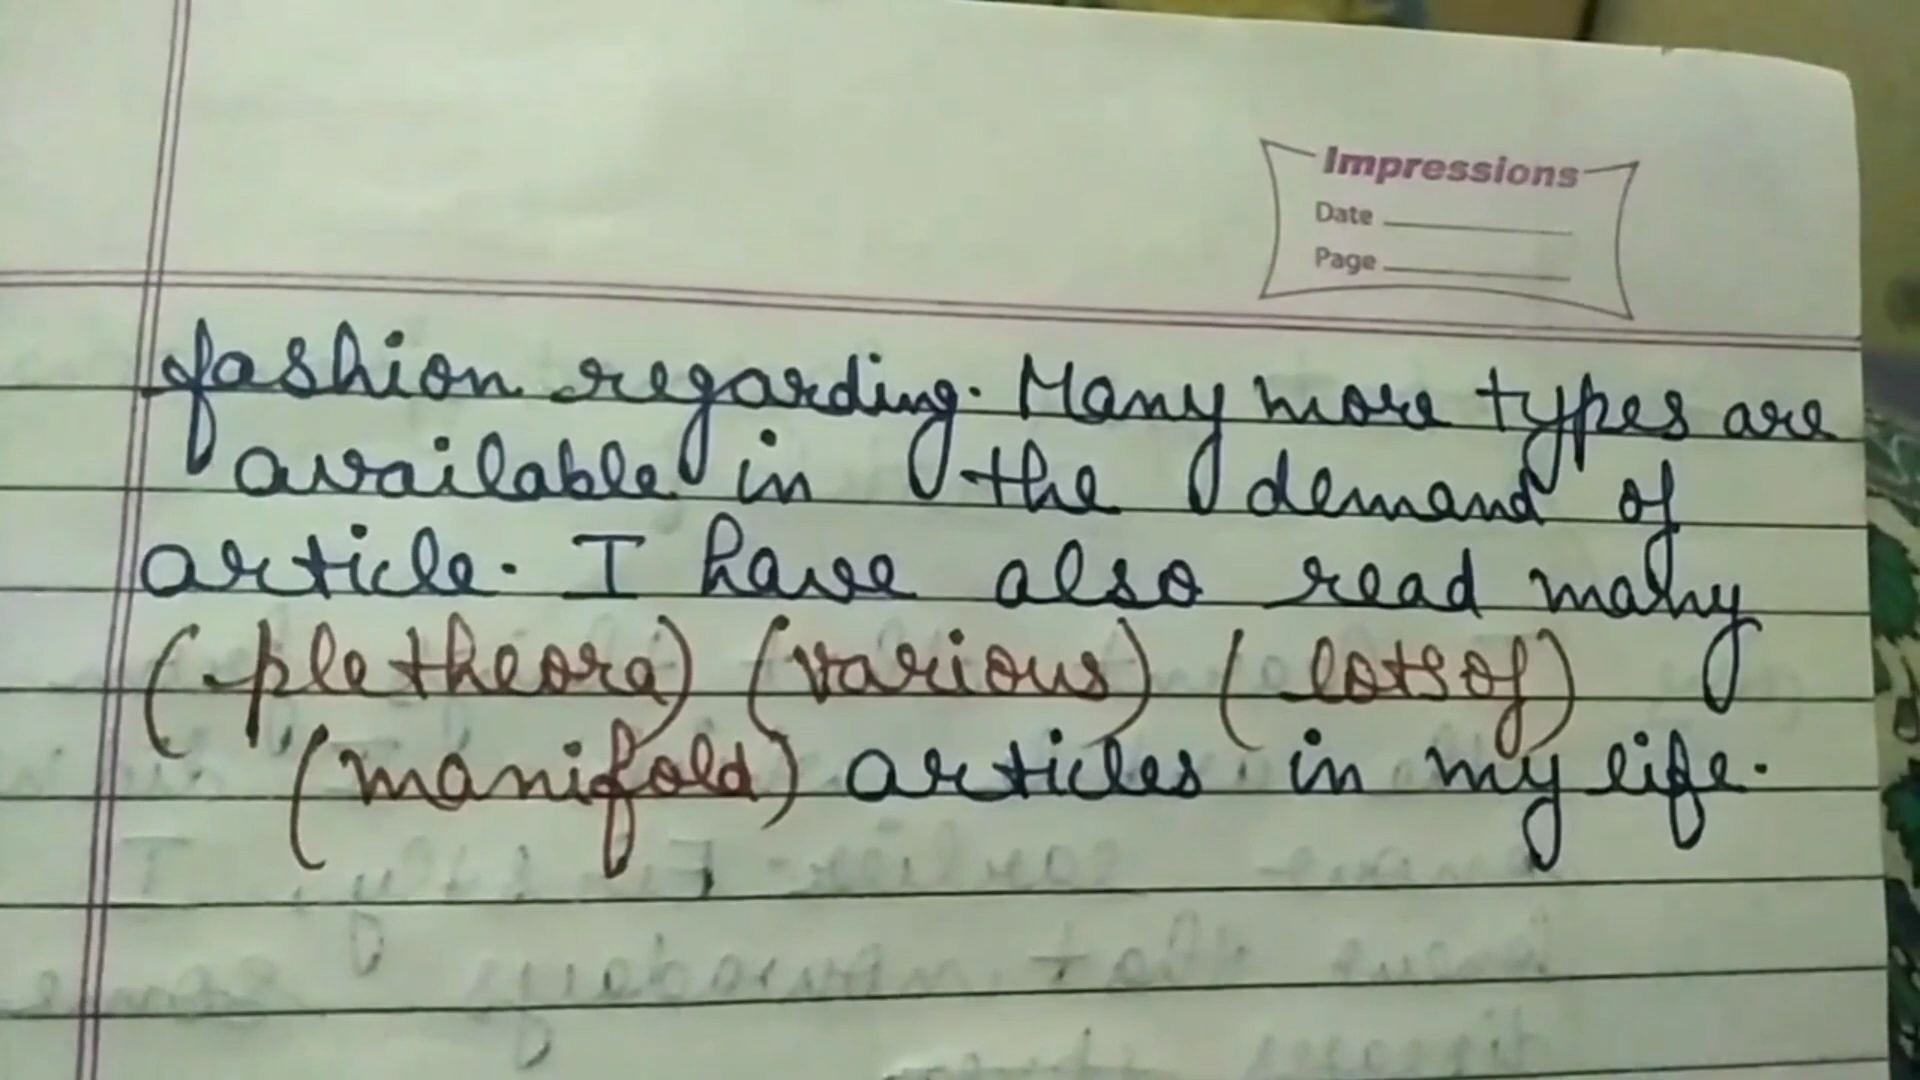 Impressions
Date
Page
fashion regarding. Many more types are
available in the demand of
article. I have also read many
(pletheora) (various) (lots of)
(manifold) articles in my life.